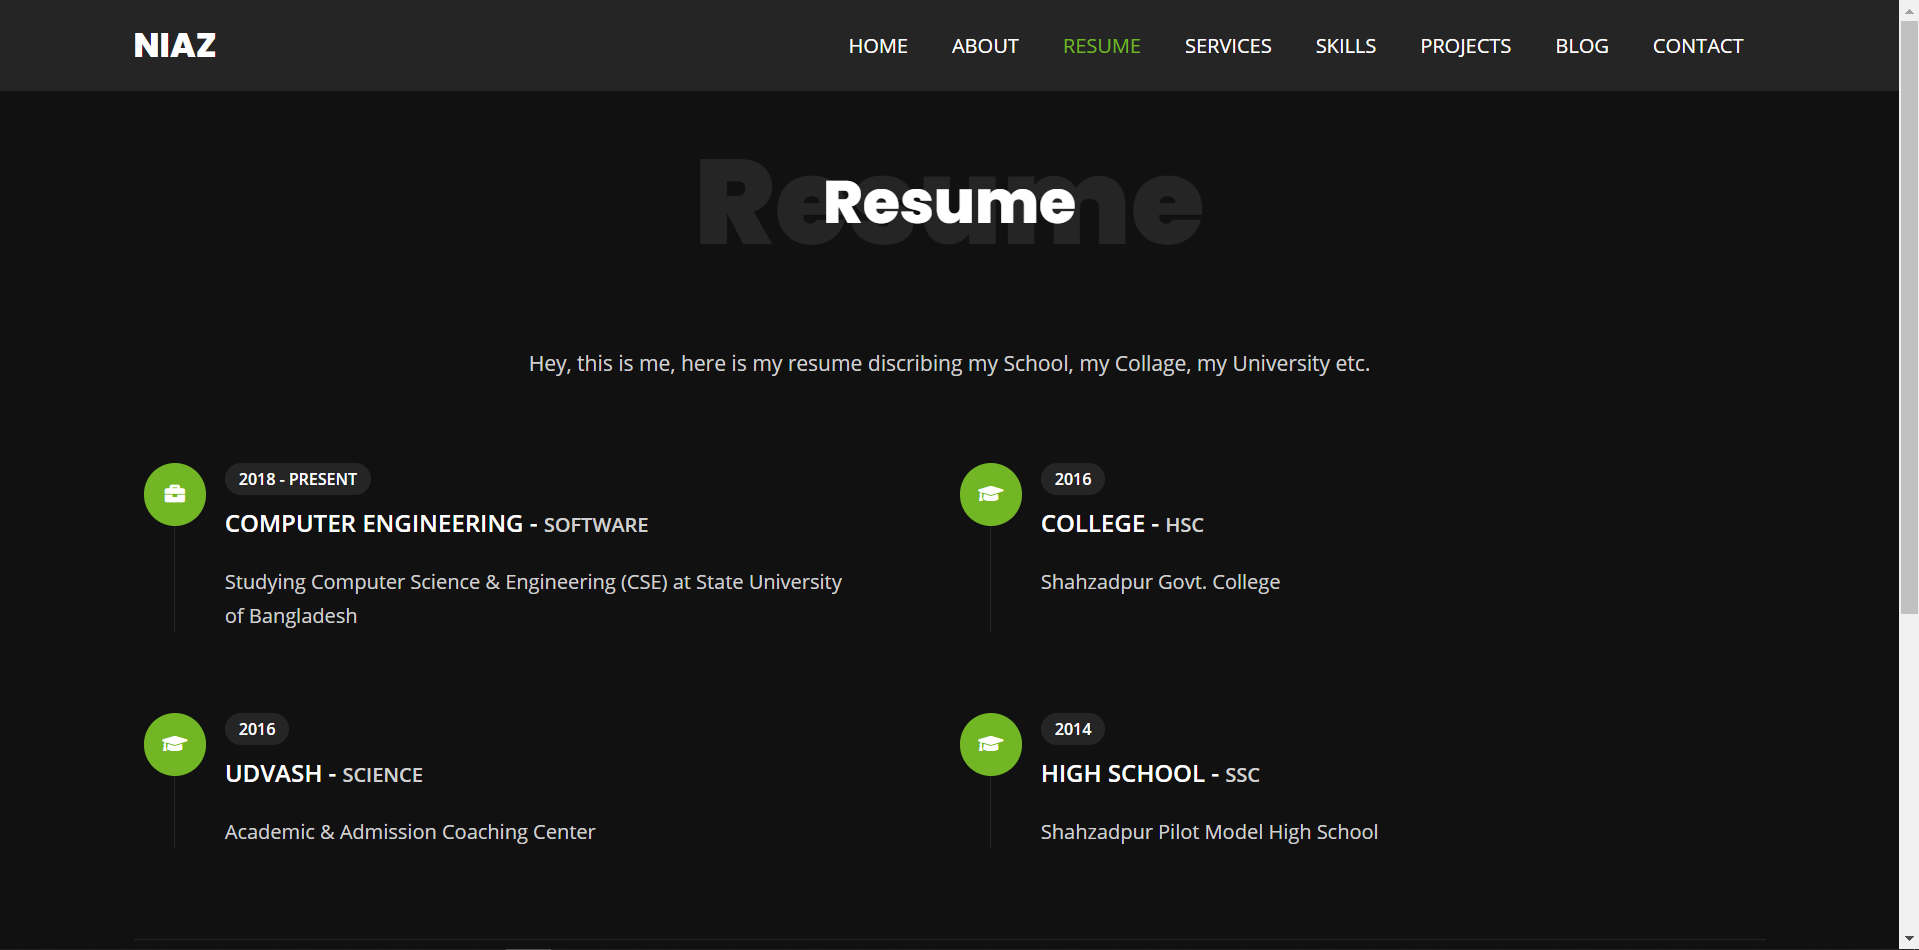 NIAZ
HOME ABOUT RESUME SERVICES SKILLS PROJECTS BLOG CONTACT
Resume
Resume
Hey, this is me, here is my resume discribing my School, my Collage, my University etc.
2018 - PRESENT
COMPUTER ENGINEERING - SOFTWARE
Studying Computer Science & Engineering (CSE) at State University
of Bangladesh
2016
COLLEGE - HSC
Shahzadpur Govt. College
2016
UDVASH - SCIENCE
Academic & Admission Coaching Center
2014
HIGH SCHOOL - SSC
Shahzadpur Pilot Model High School